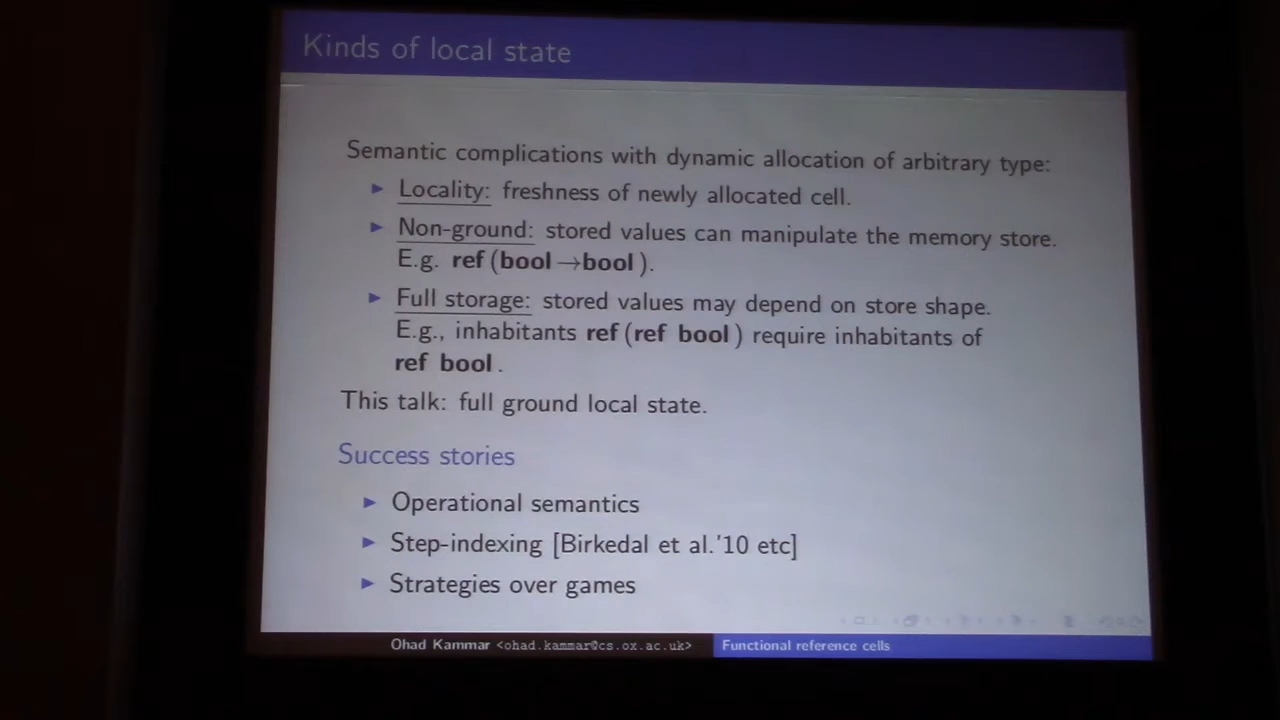 Kinds of local state
Semantic complications with dynamic allocation of arbitrary type:
▶ Locality: freshness of newly allocated cell.
▶ Non-ground: stored values can manipulate the memory store.
E.g. ref (bool→bool).
▶ Full storage: stored values may depend on store shape.
E.g., inhabitants ref (ref bool) require inhabitants of
ref bool.
This talk: full ground local state.
Success stories
▶ Operational semantics
▶ Step-indexing [Birkedal et al.'10 etc]
▶ Strategies over games
Ohad Kammar <ohad.kammar@cs.ox.ac.uk> Functional reference cells